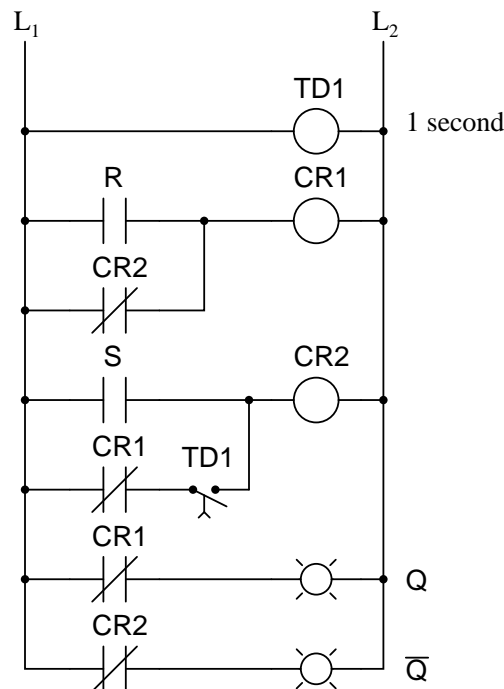 L1 L2
TD1
1 second
R CR1
CR2
S CR2
CR1 TD1
CR1
Q
CR2
Q̅